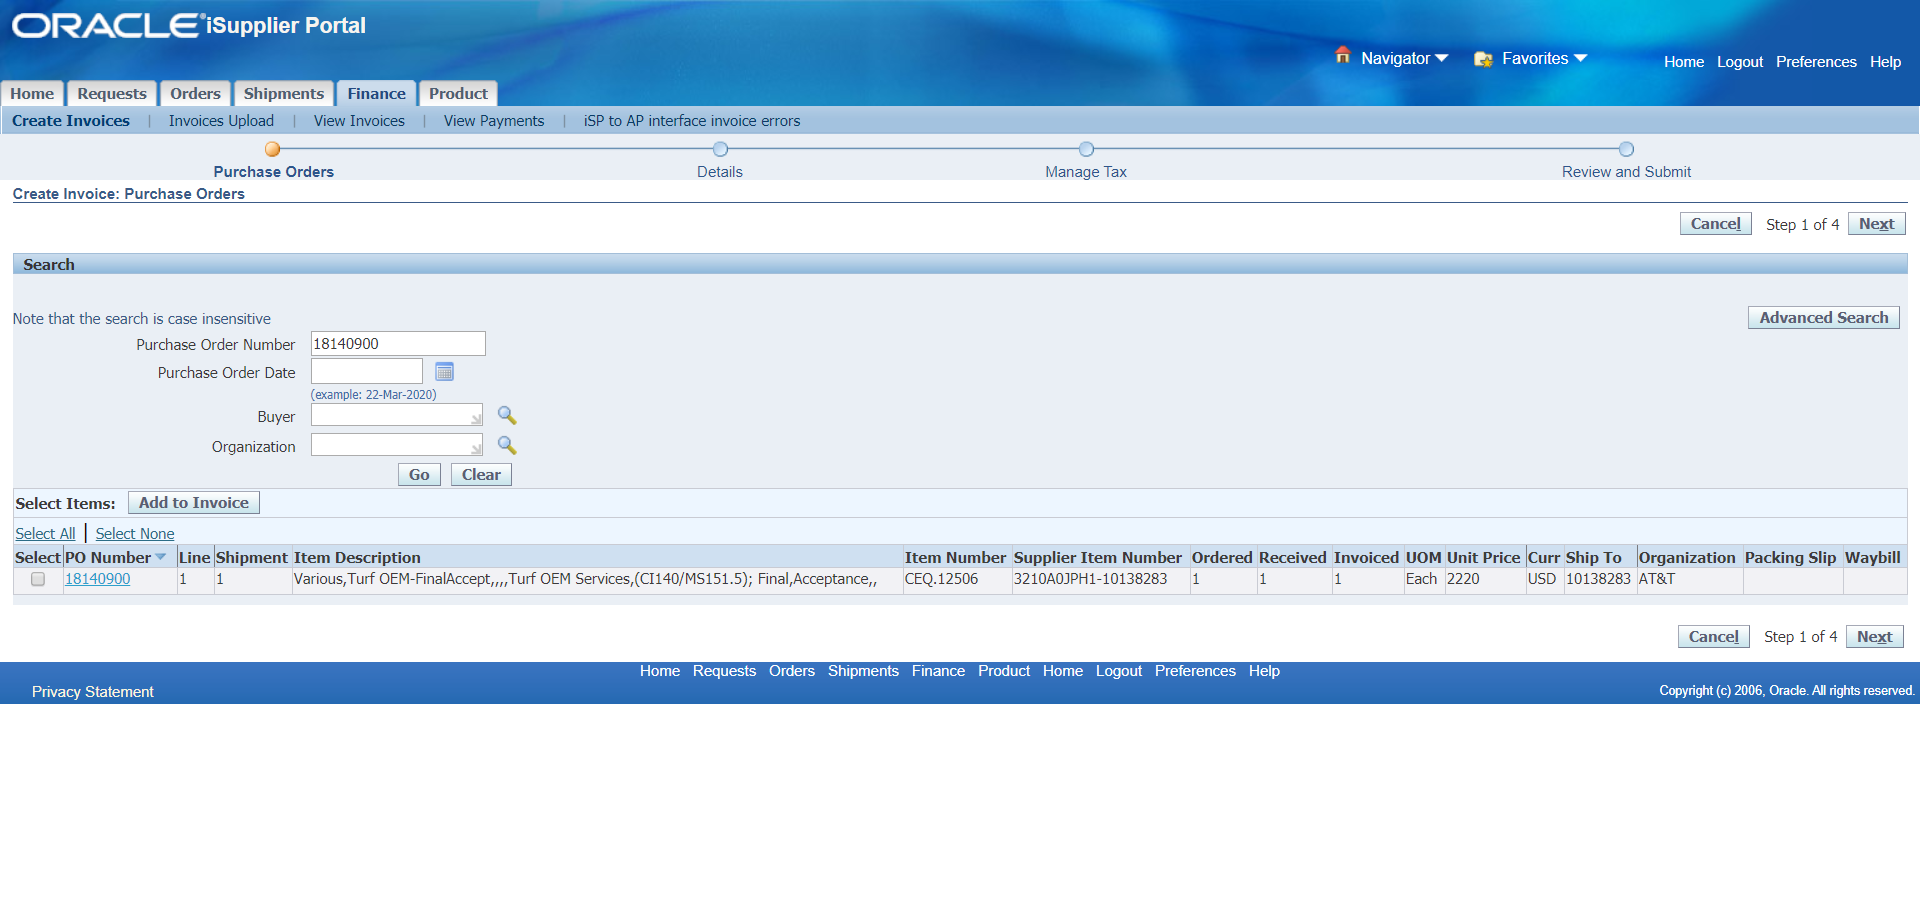 ORACLE® iSupplier Portal
Navigator Favorites Home Logout Preferences Help
Home Requests Orders Shipments Finance Product
Create Invoices | Invoices Upload | View Invoices | View Payments | iSP to AP interface invoice errors
Purchase Orders Details Manage Tax Review and Submit
Create Invoice: Purchase Orders
Cancel Step 1 of 4 Next
Search
Note that the search is case insensitive
Advanced Search
Purchase Order Number 18140900
Purchase Order Date
(example: 22-Mar-2020)
Buyer
Organization
Go Clear
Select Items: Add to Invoice
Select All | Select None
Select PO Number Line Shipment Item Description Item Number Supplier Item Number Ordered Received Invoiced UOM Unit Price Curr Ship To Organization Packing Slip Waybill
18140900 1 1 Various,Turf OEM-FinalAccept,,,,Turf OEM Services,(CI140/MS151.5); Final,Acceptance,, CEQ.12506 3210A0JPH1-10138283 1 1 1 Each 2220 USD 10138283 AT&T
Cancel Step 1 of 4 Next
Home Requests Orders Shipments Finance Product Home Logout Preferences Help
Privacy Statement
Copyright (c) 2006, Oracle. All rights reserved.